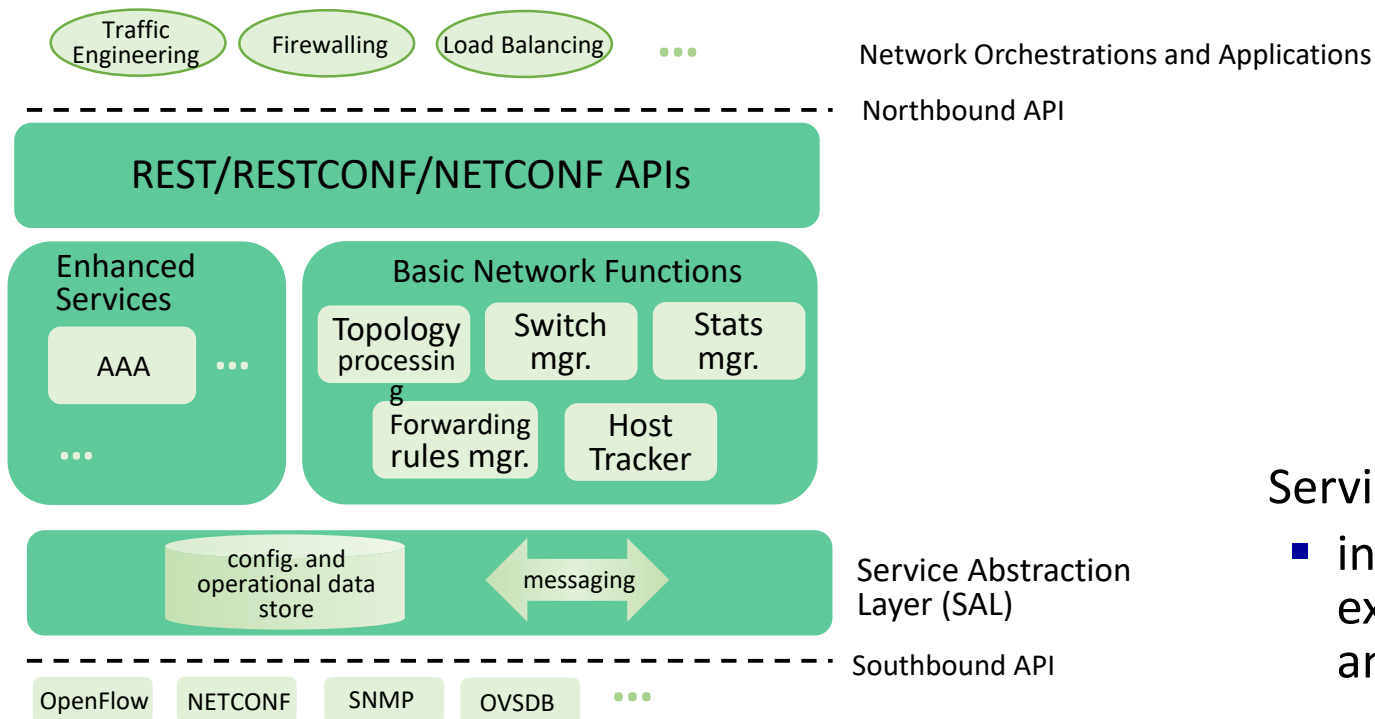 Traffic
Engineering
Firewalling
Load Balancing
...
Network Orchestrations and Applications
Northbound API
REST/RESTCONF/NETCONF APIs
Enhanced
Services
AAA
...
...
Basic Network Functions
Topology
processin
g
Switch
mgr.
Stats
mgr.
Forwarding
rules mgr.
Host
Tracker
config. and
operational data
store
messaging
Service Abstraction
Layer (SAL)
Southbound API
OpenFlow
NETCONF
SNMP
OVSDB
...
Servi
in
ex
an